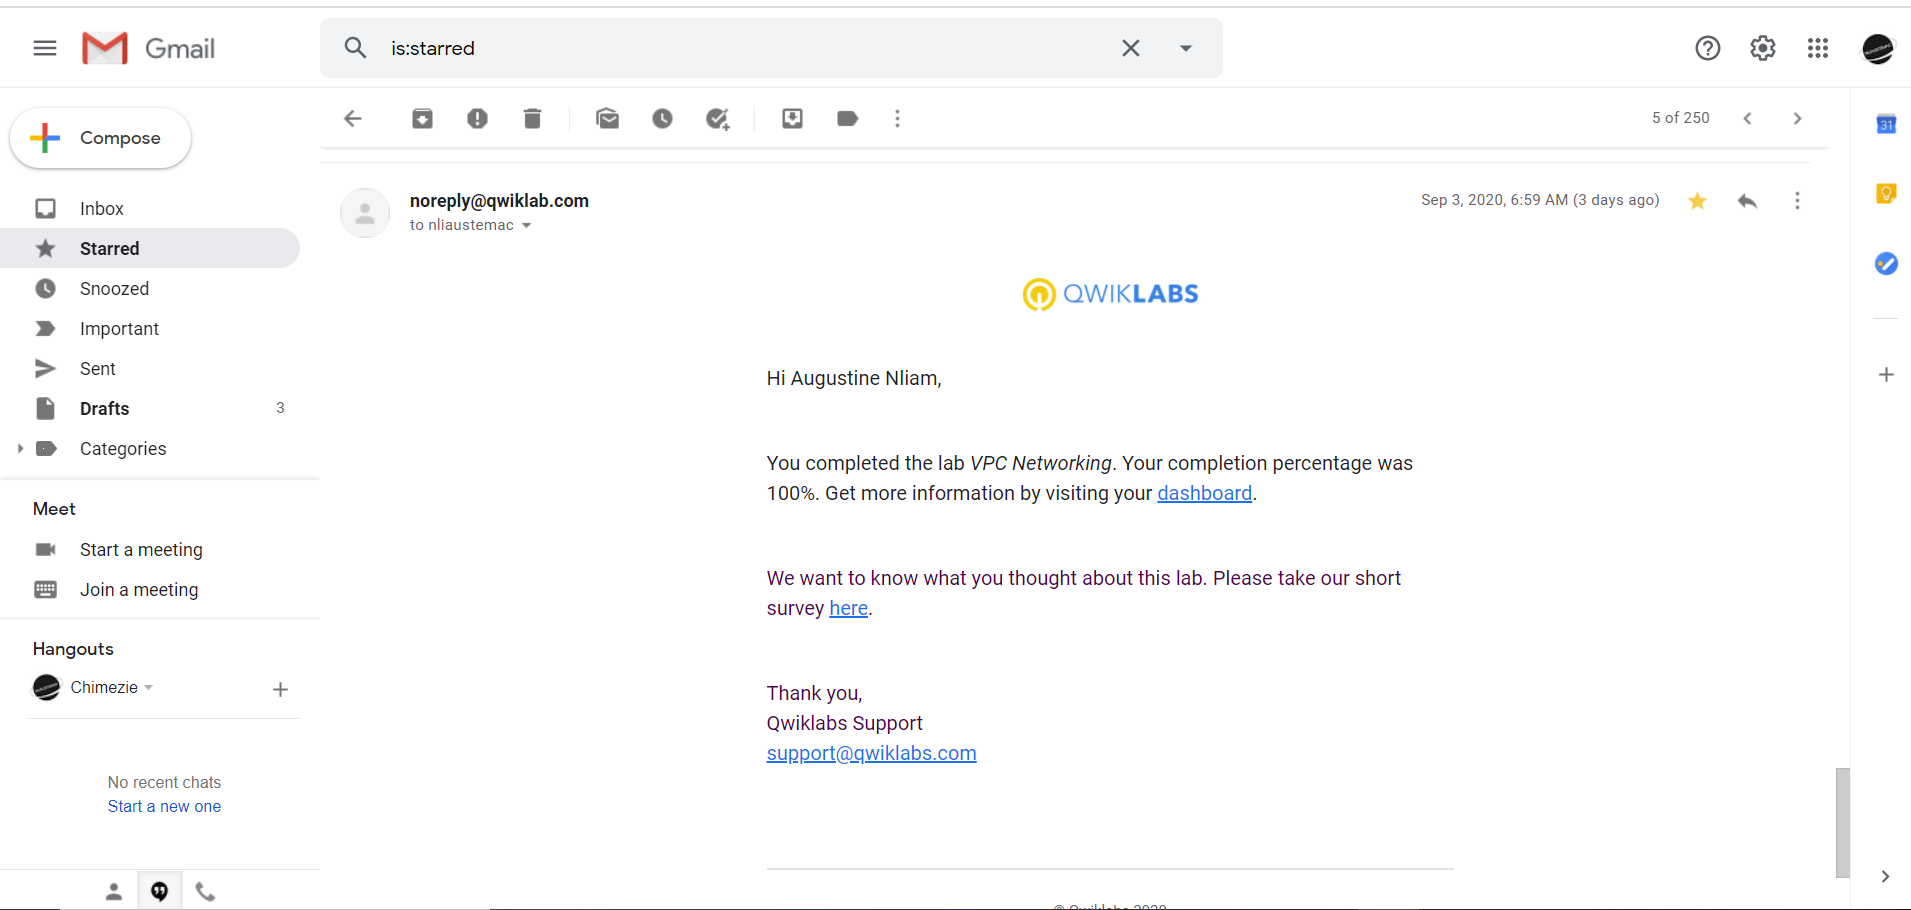 Gmail
is:starred
Compose
5 of 250
31
Inbox
Starred
Snoozed
Important
Sent
Drafts 3
Categories
Meet
Start a meeting
Join a meeting
Hangouts
Chimezie
No recent chats
Start a new one
noreply@qwiklab.com
Sep 3, 2020, 6:59 AM (3 days ago)
to nliaustemac
QWIKLABS
Hi Augustine Nliam,
You completed the lab VPC Networking. Your completion percentage was
100%. Get more information by visiting your dashboard.
We want to know what you thought about this lab. Please take our short
survey here.
Thank you,
Qwiklabs Support
support@qwiklabs.com
© Qwiklabs 2020